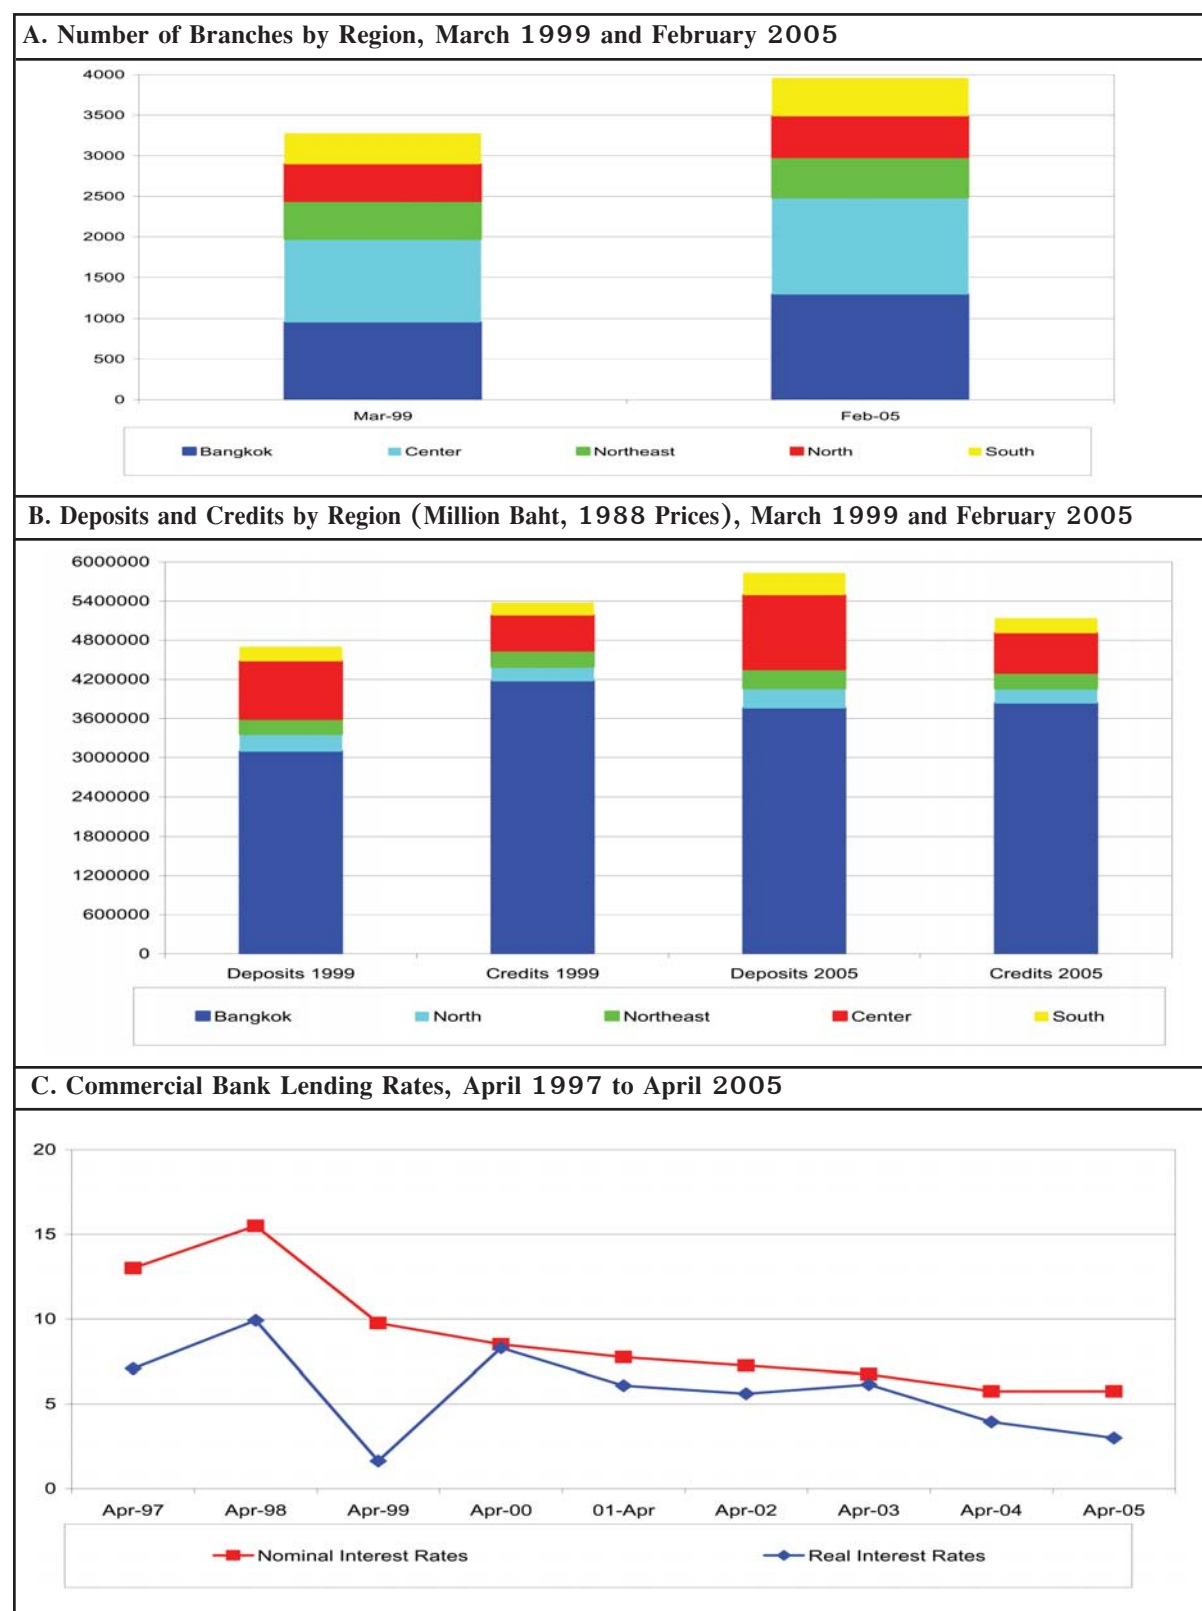 A. Number of Branches by Region, March 1999 and February 2005
4000
3500
3000
2500
2000
1500
1000
500
0
Mar-99 Feb-05
Bangkok Center Northeast North South
B. Deposits and Credits by Region (Million Baht, 1988 Prices), March 1999 and February 2005
6000000
5400000
4800000
4200000
3600000
3000000
2400000
1800000
1200000
600000
0
Deposits 1999 Credits 1999 Deposits 2005 Credits 2005
Bangkok North Northeast Center South
C. Commercial Bank Lending Rates, April 1997 to April 2005
20
15
10
5
0
Apr-97 Apr-98 Apr-99 Apr-00 01-Apr Apr-02 Apr-03 Apr-04 Apr-05
Nominal Interest Rates Real Interest Rates